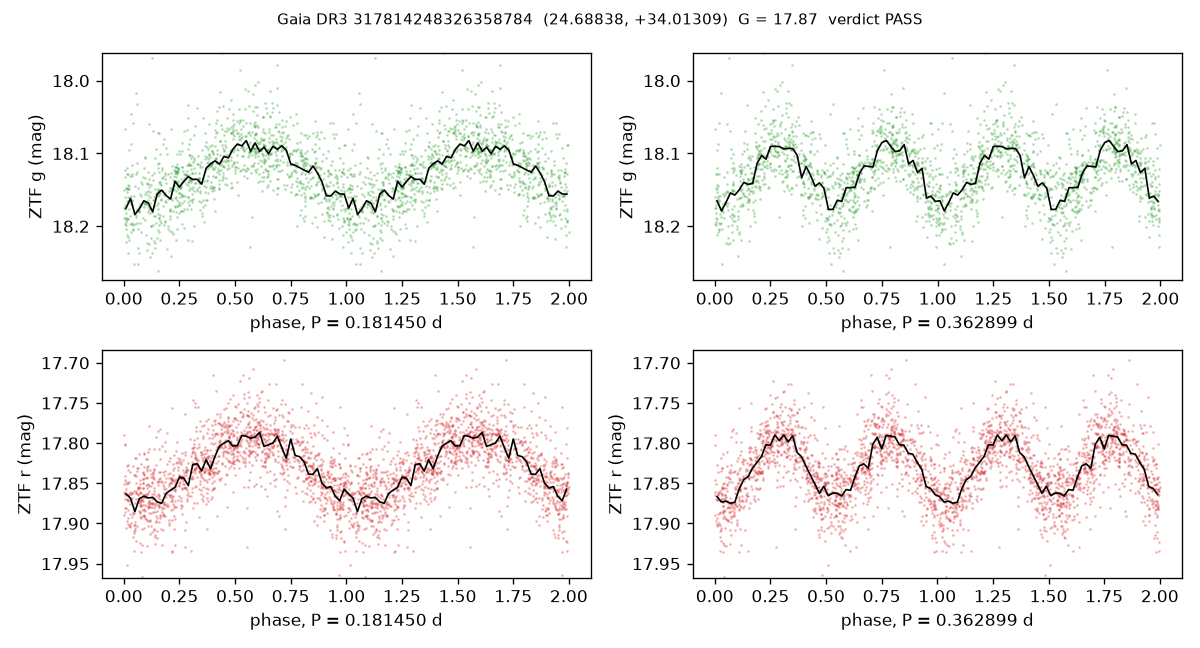 Gaia DR3 317814248326358784 (24.68838, +34.01309) G = 17.87 verdict PASS
ZTF g (mag)
18.0
18.1
18.2
0.00 0.25 0.50 0.75 1.00 1.25 1.50 1.75 2.00
phase, P = 0.181450 d
ZTF g (mag)
18.0
18.1
18.2
0.00 0.25 0.50 0.75 1.00 1.25 1.50 1.75 2.00
phase, P = 0.362899 d
ZTF r (mag)
17.70
17.75
17.80
17.85
17.90
17.95
0.00 0.25 0.50 0.75 1.00 1.25 1.50 1.75 2.00
phase, P = 0.181450 d
ZTF r (mag)
17.70
17.75
17.80
17.85
17.90
17.95
0.00 0.25 0.50 0.75 1.00 1.25 1.50 1.75 2.00
phase, P = 0.362899 d